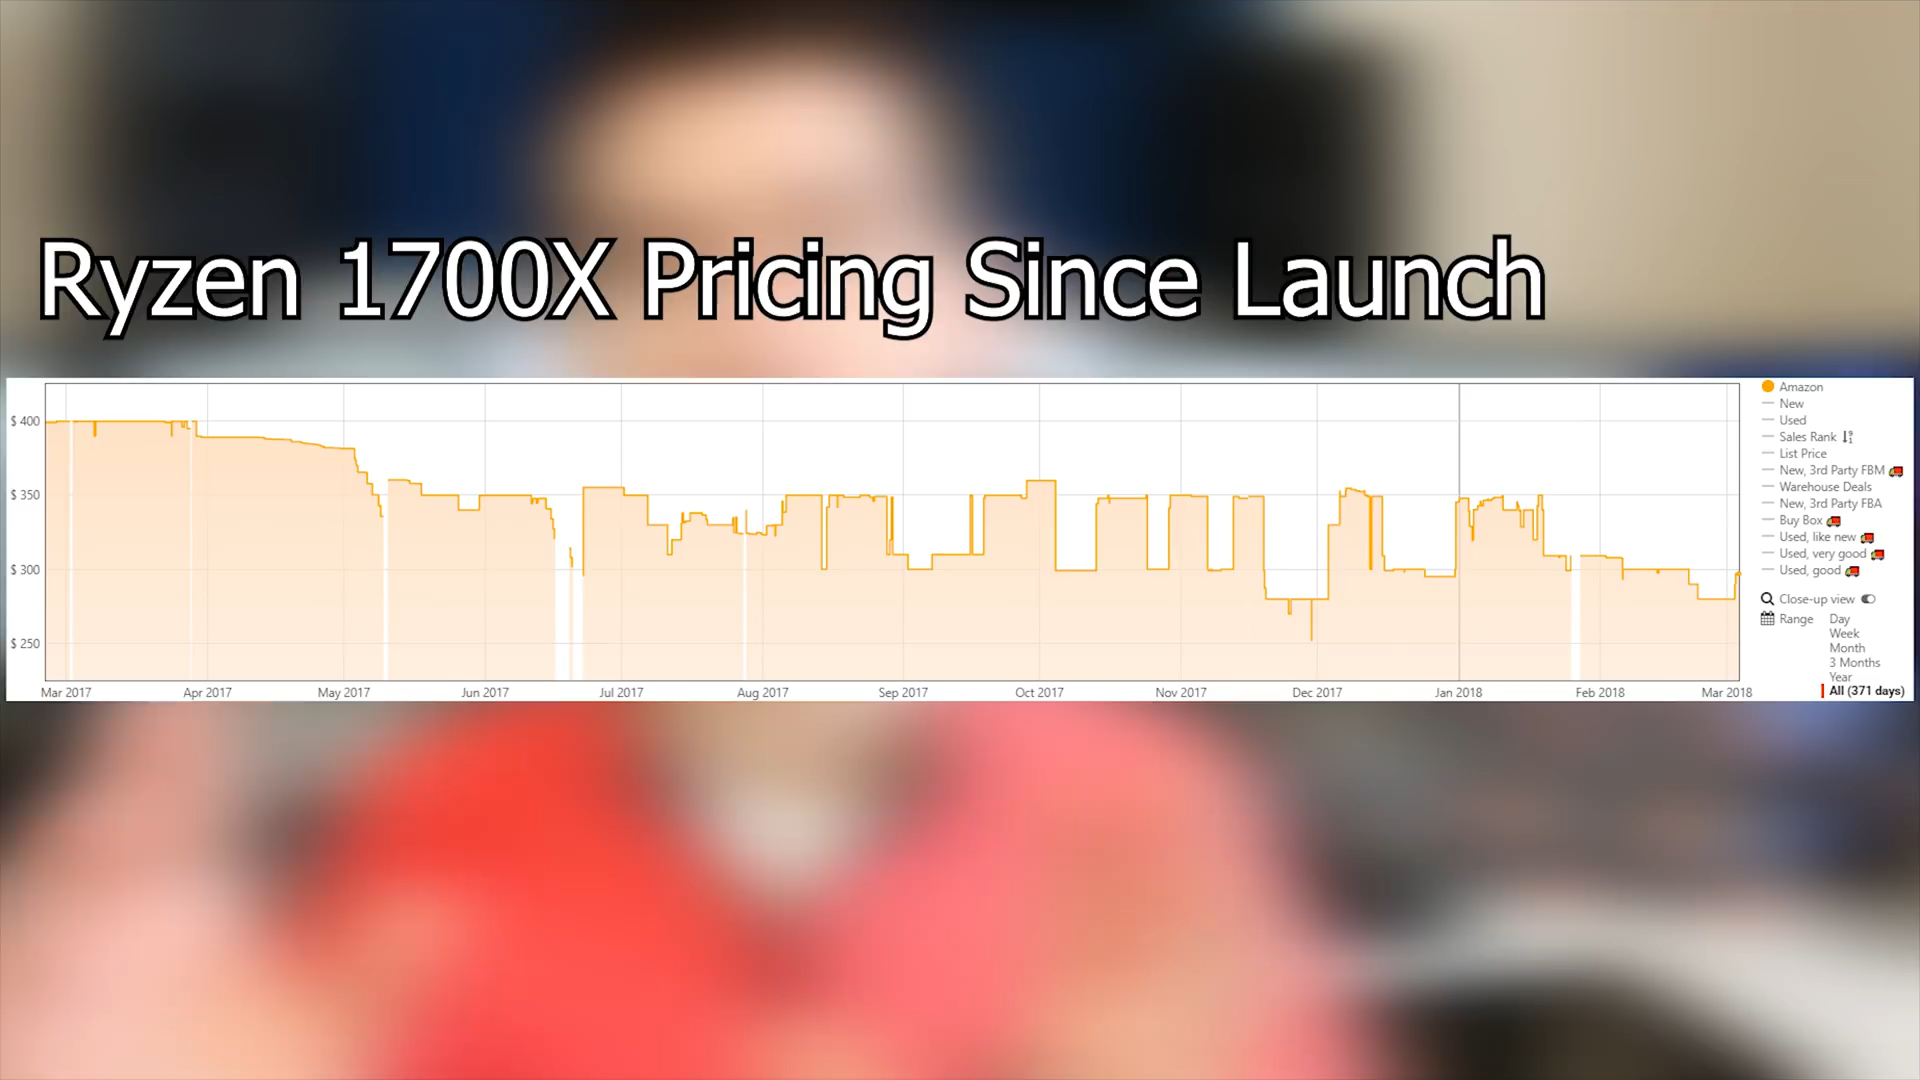 Ryzen 1700X Pricing Since Launch
$ 400
$ 350
$ 300
$ 250
Mar 2017 Apr 2017 May 2017 Jun 2017 Jul 2017 Aug 2017 Sep 2017 Oct 2017 Nov 2017 Dec 2017 Jan 2018 Feb 2018 Mar 2018
Amazon
New
Used
Sales Rank
List Price
New, 3rd Party FBM
Warehouse Deals
New, 3rd Party FBA
Buy Box
Used, like new
Used, very good
Used, good
Close-up view
Range Day
Week
Month
3 Months
Year
All (371 days)